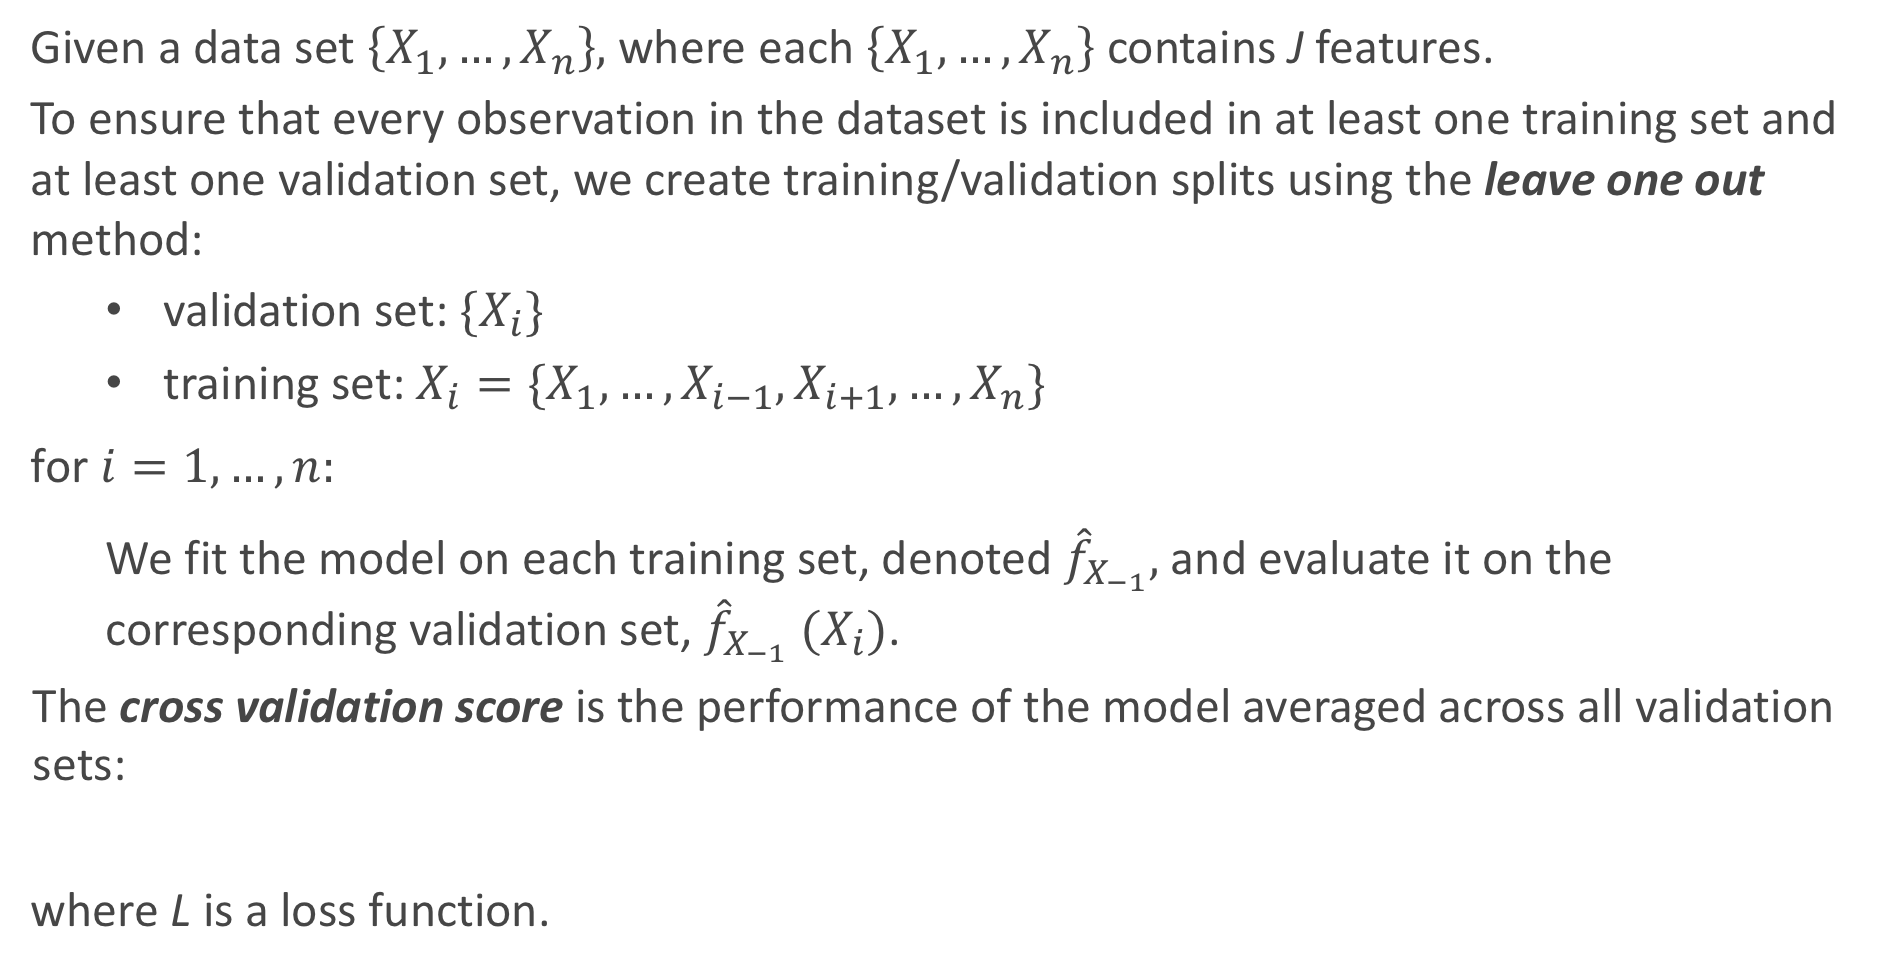 Given a data set {X₁, … , Xₙ}, where each {X₁, … , Xₙ} contains J features.
To ensure that every observation in the dataset is included in at least one training set and
at least one validation set, we create training/validation splits using the leave one out
method:
• validation set: {Xᵢ}
• training set: Xᵢ = {X₁, … , Xᵢ₋₁, Xᵢ₊₁, … , Xₙ}
for i = 1, … , n:
We fit the model on each training set, denoted f̂_{X₋₁}, and evaluate it on the
corresponding validation set, f̂_{X₋₁} (Xᵢ).
The cross validation score is the performance of the model averaged across all validation
sets:
where L is a loss function.